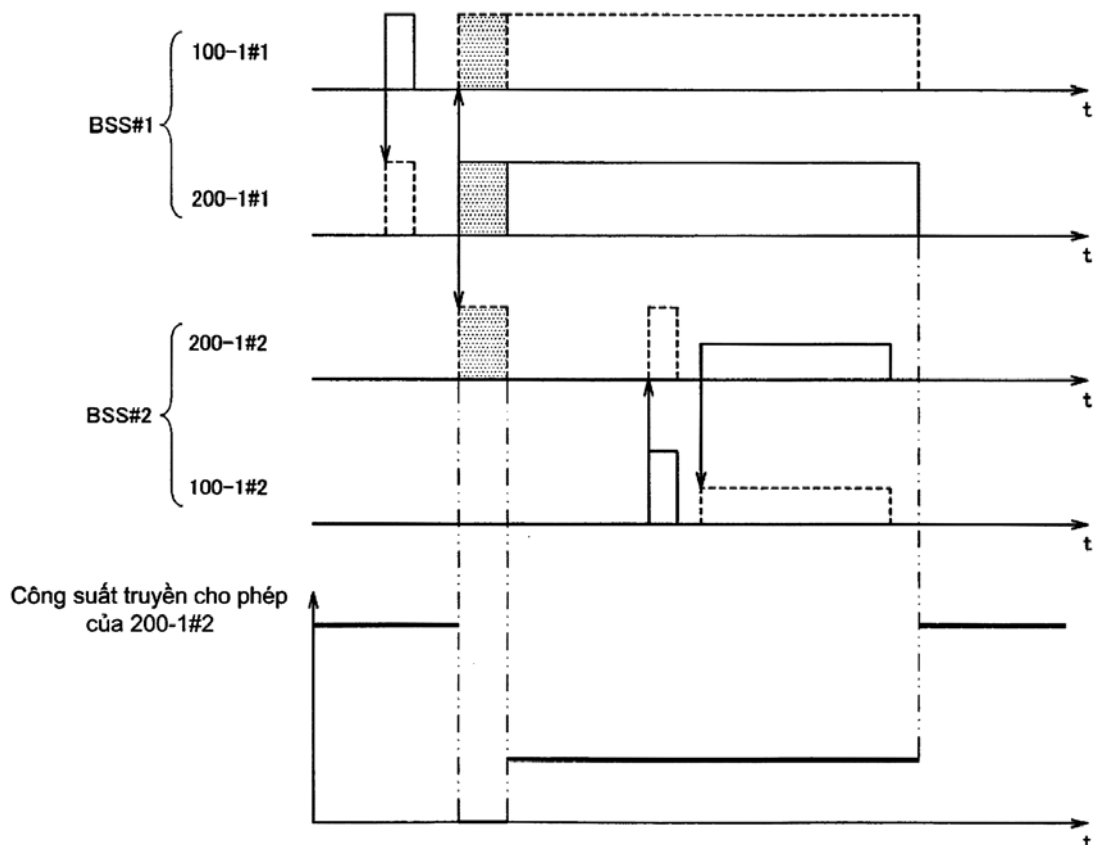 100-1#1
t
BSS#1
200-1#1
t
200-1#2
t
BSS#2
100-1#2
t
Công suất truyền cho phép
của 200-1#2
t